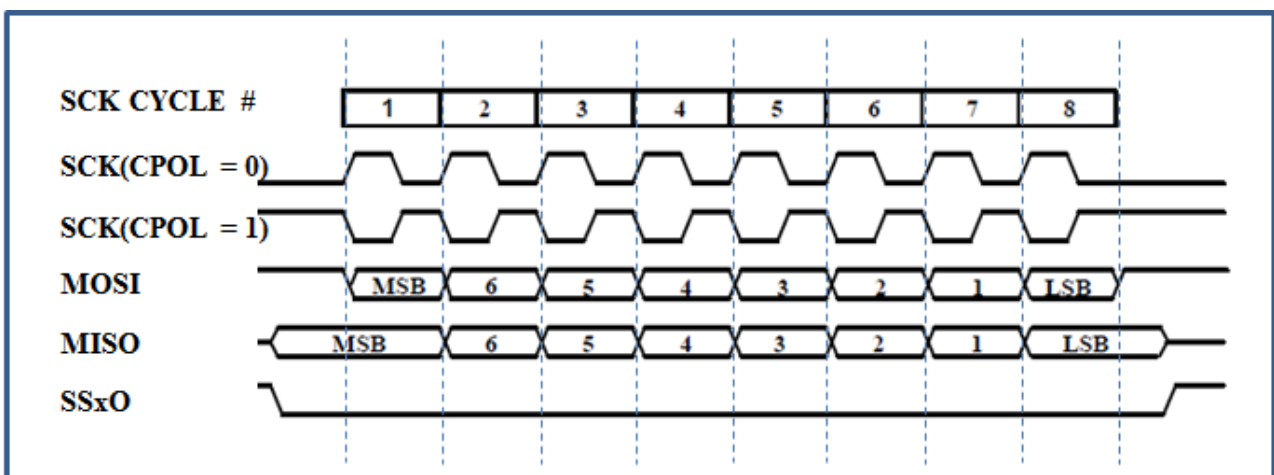 SCK CYCLE # 1 2 3 4 5 6 7 8
SCK(CPOL = 0)
SCK(CPOL = 1)
MOSI MSB 6 5 4 3 2 1 LSB
MISO MSB 6 5 4 3 2 1 LSB
SSxO